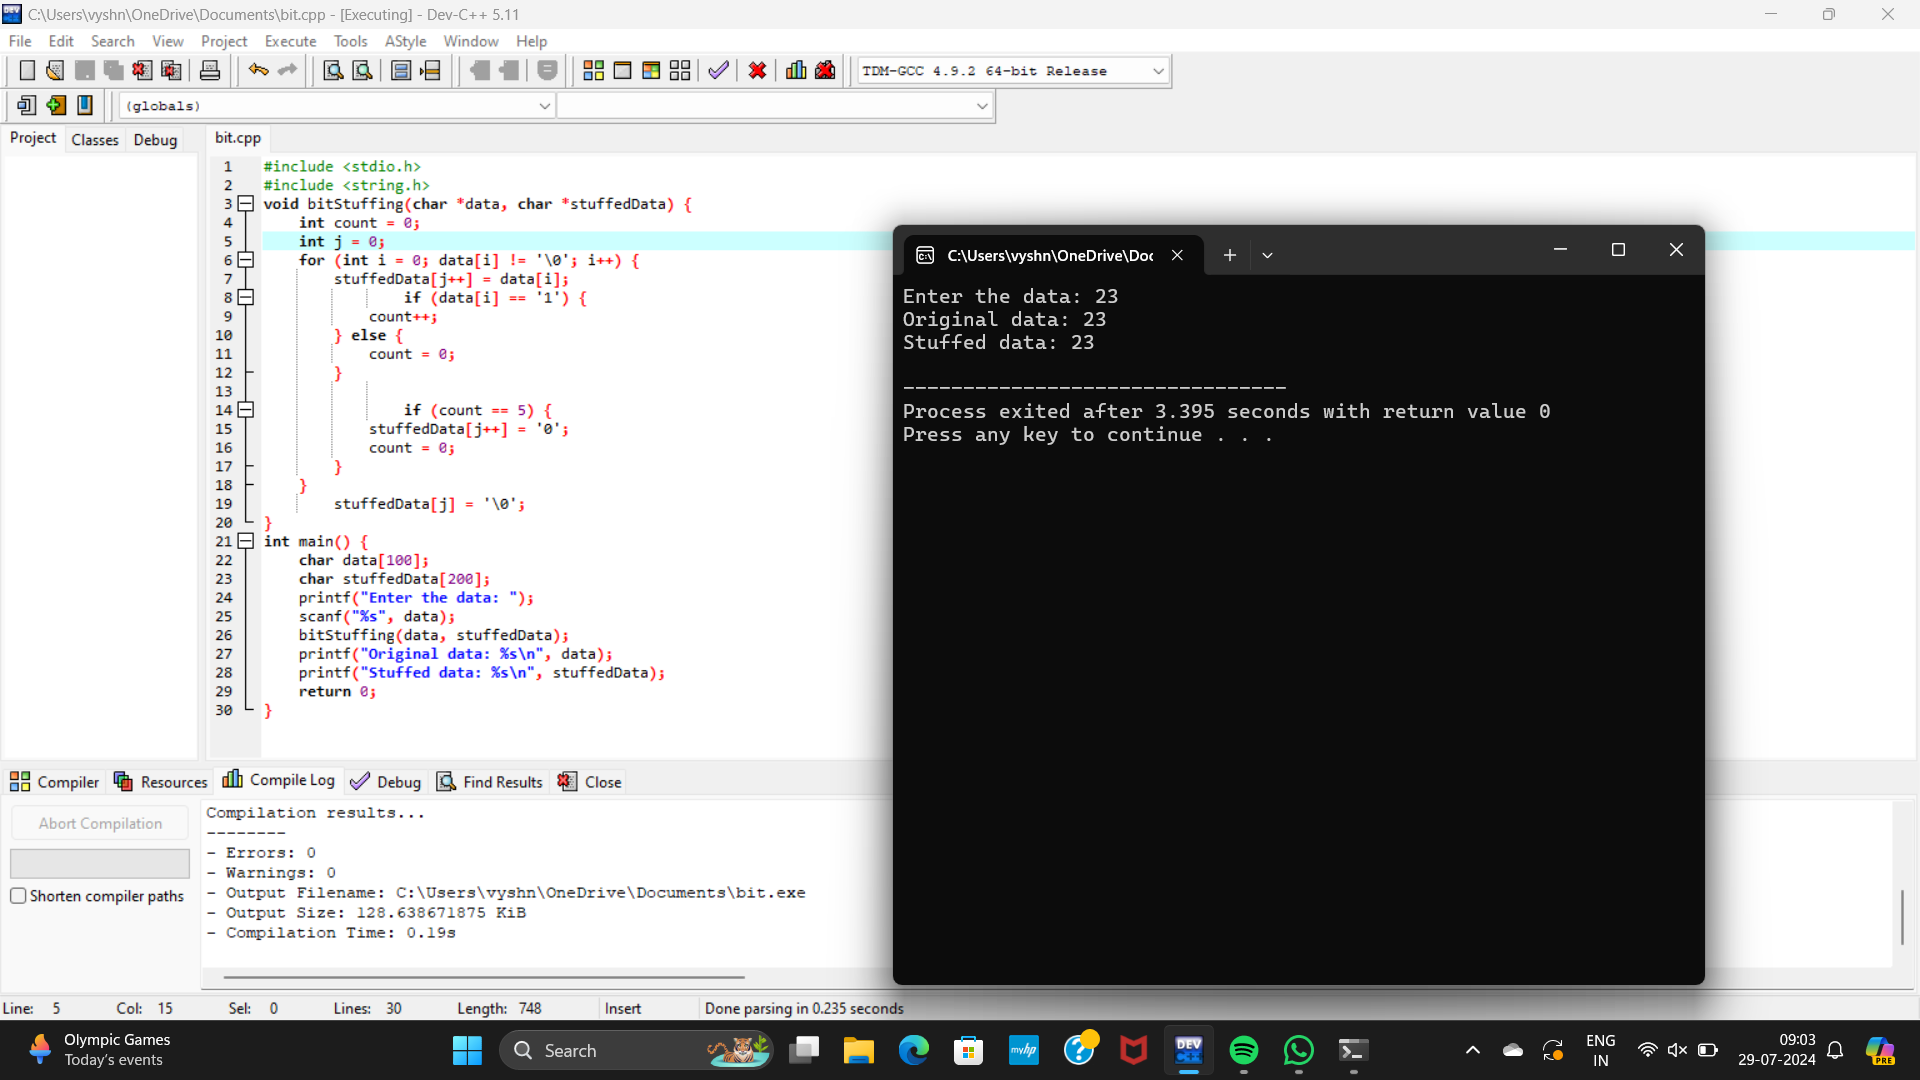 C:\Users\vyshn\OneDrive\Documents\bit.cpp - [Executing] - Dev-C++ 5.11
File Edit Search View Project Execute Tools AStyle Window Help
TDM-GCC 4.9.2 64-bit Release
(globals)
Project Classes Debug
bit.cpp
1 #include <stdio.h>
2 #include <string.h>
3 void bitStuffing(char *data, char *stuffedData) {
4 int count = 0;
5 int j = 0;
6 for (int i = 0; data[i] != '\0'; i++) {
7 stuffedData[j++] = data[i];
8 if (data[i] == '1') {
9 count++;
10 } else {
11 count = 0;
12 }
13
14 if (count == 5) {
15 stuffedData[j++] = '0';
16 count = 0;
17 }
18 }
19 stuffedData[j] = '\0';
20 }
21 int main() {
22 char data[100];
23 char stuffedData[200];
24 printf("Enter the data: ");
25 scanf("%s", data);
26 bitStuffing(data, stuffedData);
27 printf("Original data: %s\n", data);
28 printf("Stuffed data: %s\n", stuffedData);
29 return 0;
30 }
C:\Users\vyshn\OneDrive\Doc
Enter the data: 23
Original data: 23
Stuffed data: 23
--------------------------------
Process exited after 3.395 seconds with return value 0
Press any key to continue . . .
Compiler Resources Compile Log Debug Find Results Close
Abort Compilation
Shorten compiler paths
Compilation results...
--------
- Errors: 0
- Warnings: 0
- Output Filename: C:\Users\vyshn\OneDrive\Documents\bit.exe
- Output Size: 128.638671875 KiB
- Compilation Time: 0.19s
Line: 5 Col: 15 Sel: 0 Lines: 30 Length: 748 Insert Done parsing in 0.235 seconds
Olympic Games
Today's events
Search
myhp
DEV
C++
ENG
IN
09:03
29-07-2024
PRE